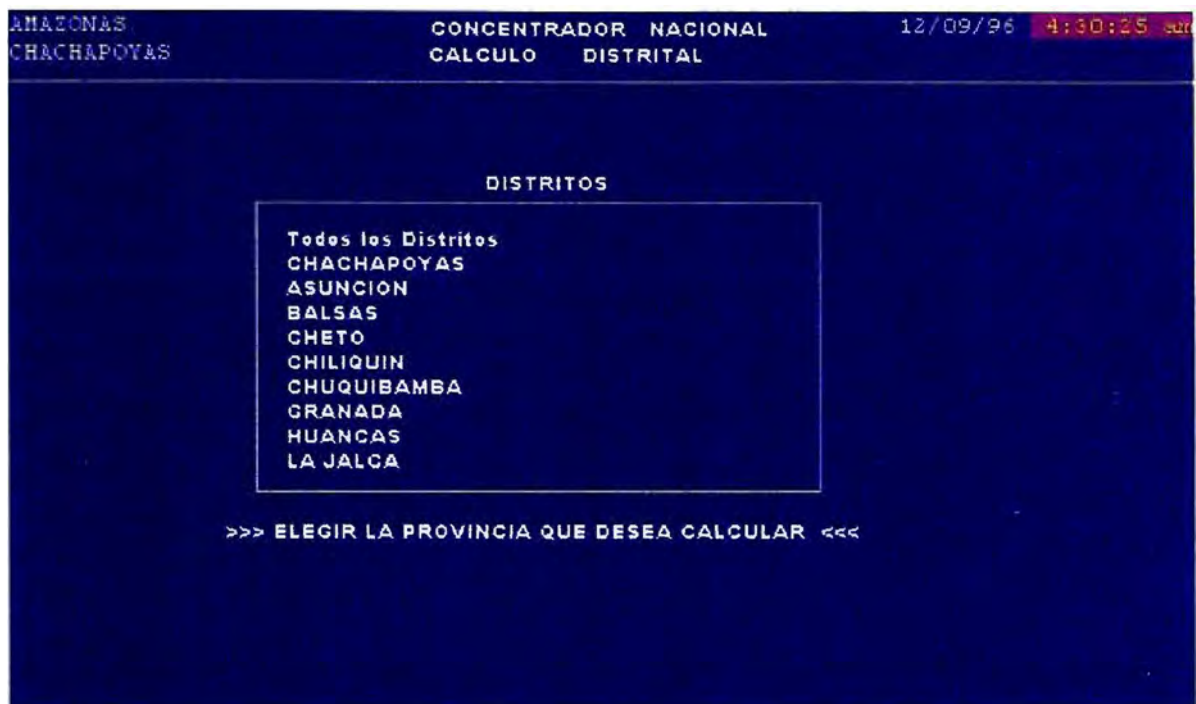 AMAZONAS CONCENTRADOR NACIONAL 12/09/96 4:30:25 am
CHACHAPOYAS CALCULO DISTRITAL
DISTRITOS
Todos los Distritos
CHACHAPOYAS
ASUNCION
BALSAS
CHETO
CHILIQUIN
CHUQUIBAMBA
GRANADA
HUANCAS
LA JALCA
>>> ELEGIR LA PROVINCIA QUE DESEA CALCULAR <<<